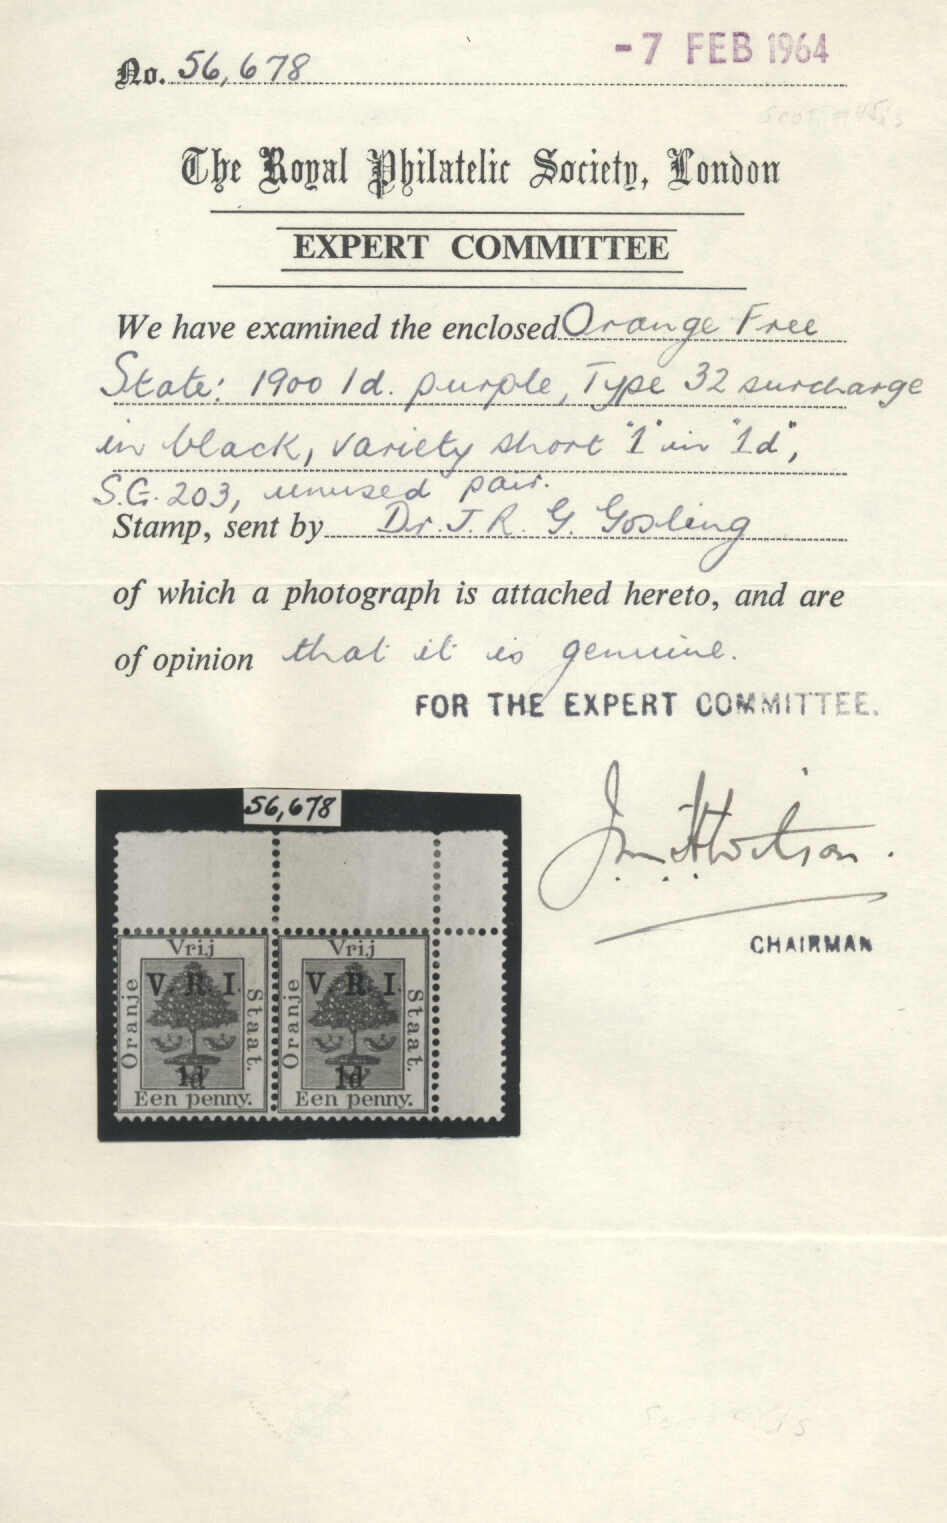 No. 56,678
- 7 FEB 1964
The Royal Philatelic Society, London
EXPERT COMMITTEE
We have examined the enclosed Orange Free
State: 1900 1d. purple, Type 32 surcharge
in black, variety short "1" in "1d",
S.G. 203, unused pair.
Stamp, sent by Dr. J. R. G. Gosling
of which a photograph is attached hereto, and are
of opinion that it is genuine.
FOR THE EXPERT COMMITTEE.
CHAIRMAN
56,678
Vrij Vrij
V. R. I. V. R. I.
Oranje Staat. Oranje Staat.
1d 1d
Een penny. Een penny.